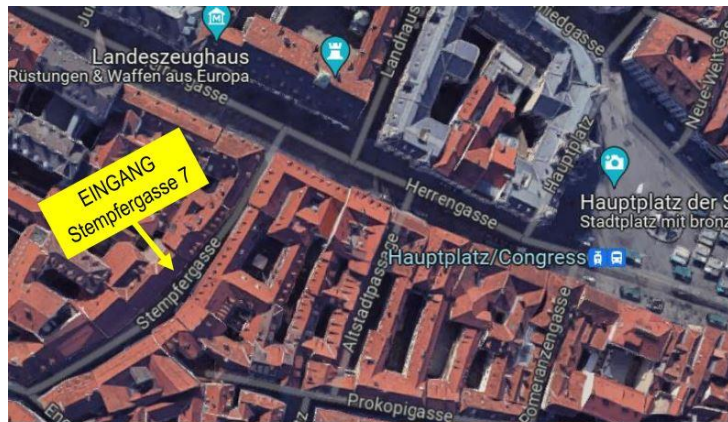 Landeszeughaus
Rüstungen & Waffen aus Europa
Landhaus
Neue-Welt-Ga
EINGANG
Stempfergasse 7
Herrengasse
Hauptplatz
Hauptplatz der S
Stadtplatz mit bronz
Hauptplatz/Congress
Stempfergasse
Altstadtpassage
Prokopigasse